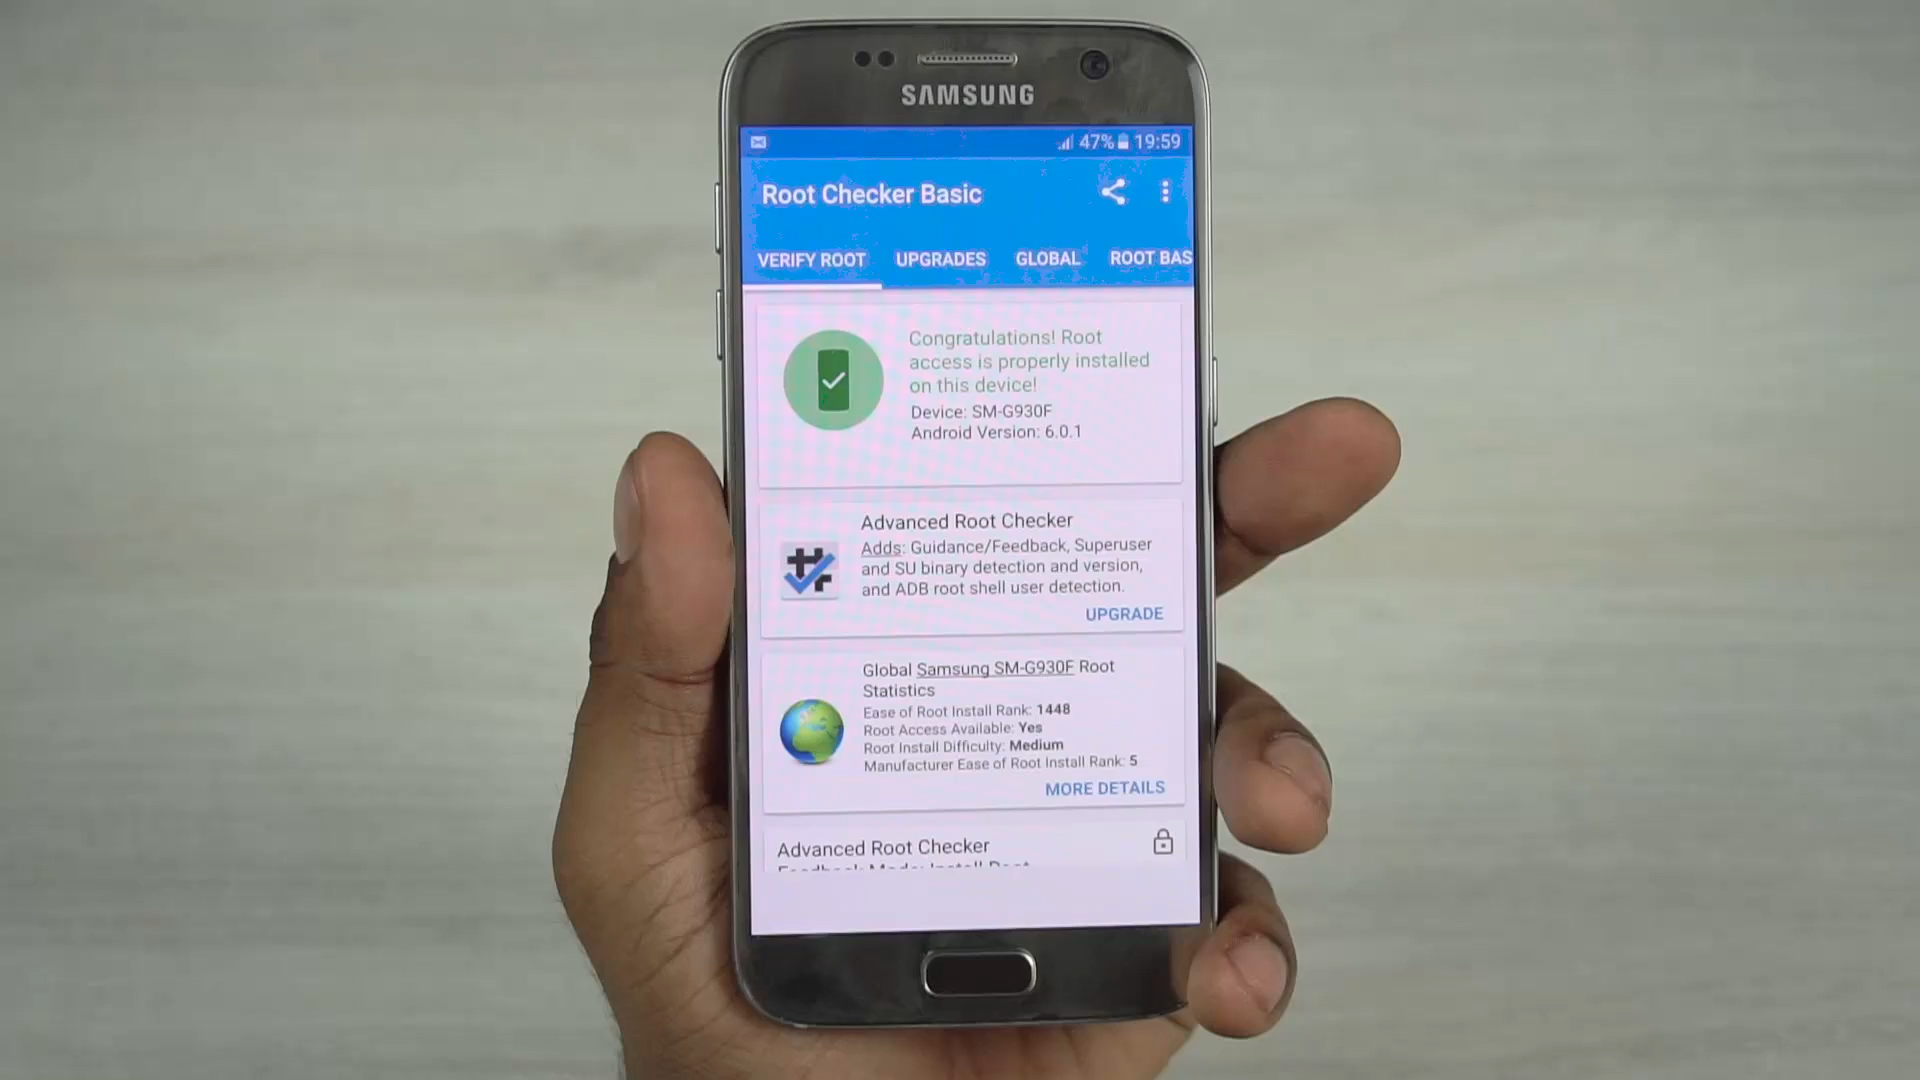 SAMSUNG
47% 19:59
Root Checker Basic
VERIFY ROOT UPGRADES GLOBAL ROOT BAS
Congratulations! Root
access is properly installed
on this device!
Device: SM-G930F
Android Version: 6.0.1
Advanced Root Checker
Adds: Guidance/Feedback, Superuser
and SU binary detection and version,
and ADB root shell user detection.
UPGRADE
Global Samsung SM-G930F Root
Statistics
Ease of Root Install Rank: 1448
Root Access Available: Yes
Root Install Difficulty: Medium
Manufacturer Ease of Root Install Rank: 5
MORE DETAILS
Advanced Root Checker